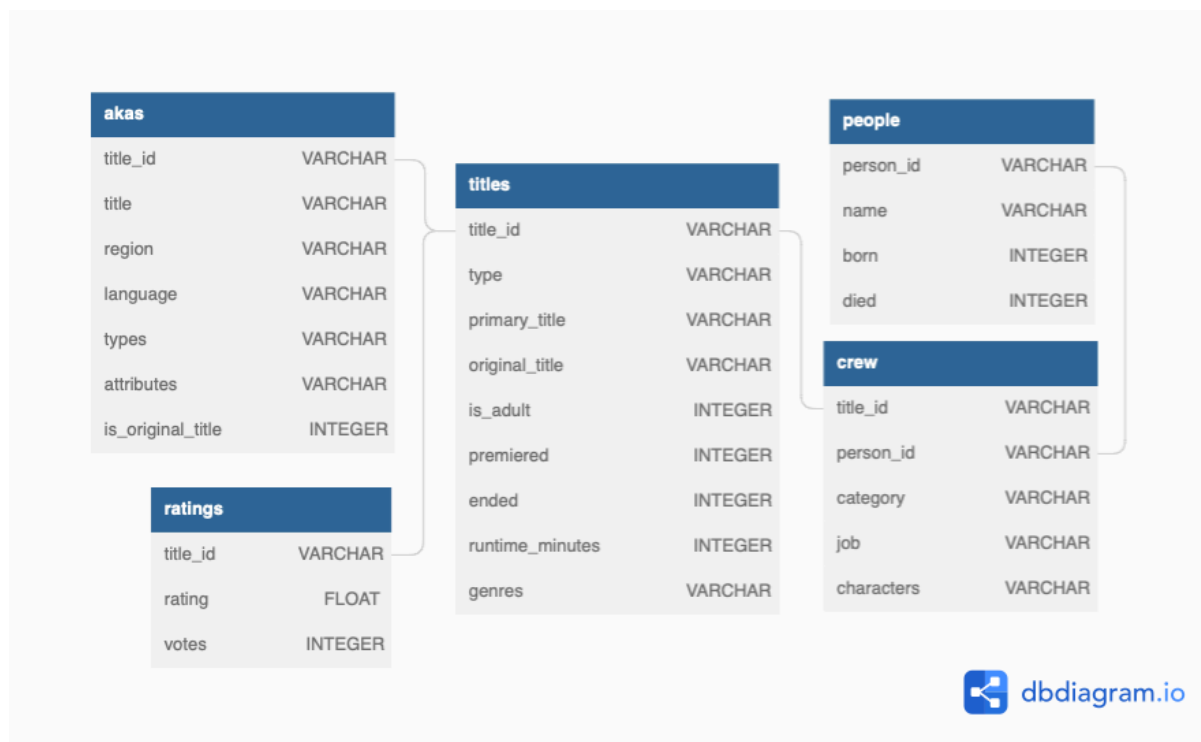 akas
title_id VARCHAR
title VARCHAR
region VARCHAR
language VARCHAR
types VARCHAR
attributes VARCHAR
is_original_title INTEGER
ratings
title_id VARCHAR
rating FLOAT
votes INTEGER
titles
title_id VARCHAR
type VARCHAR
primary_title VARCHAR
original_title VARCHAR
is_adult INTEGER
premiered INTEGER
ended INTEGER
runtime_minutes INTEGER
genres VARCHAR
people
person_id VARCHAR
name VARCHAR
born INTEGER
died INTEGER
crew
title_id VARCHAR
person_id VARCHAR
category VARCHAR
job VARCHAR
characters VARCHAR
dbdiagram.io